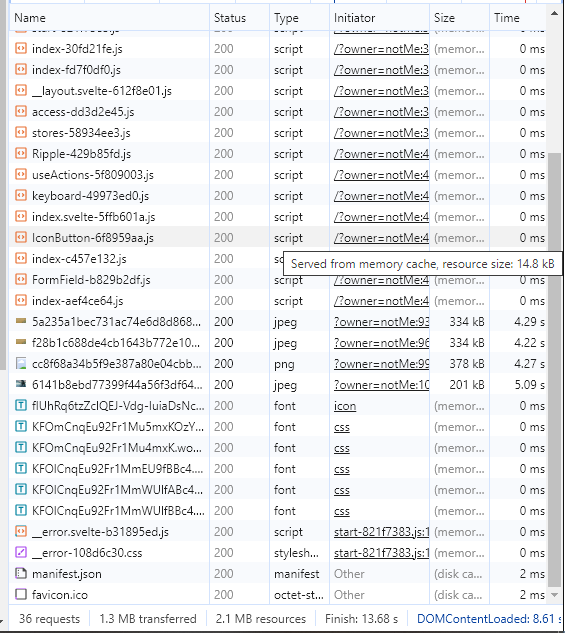 Name Status Type Initiator Size Time
200 script /?owner=notMe:3 (memor... 0 ms
index-30fd21fe.js 200 script /?owner=notMe:3 (memor... 0 ms
index-fd7f0df0.js 200 script /?owner=notMe:3 (memor... 0 ms
__layout.svelte-612f8e01.js 200 script /?owner=notMe:3 (memor... 0 ms
access-dd3d2e45.js 200 script /?owner=notMe:3 (memor... 0 ms
stores-58934ee3.js 200 script /?owner=notMe:3 (memor... 0 ms
Ripple-429b85fd.js 200 script /?owner=notMe:4 (memor... 0 ms
useActions-5f809003.js 200 script /?owner=notMe:4 (memor... 0 ms
keyboard-49973ed0.js 200 script /?owner=notMe:4 (memor... 0 ms
index.svelte-5ffb601a.js 200 script /?owner=notMe:4 (memor... 0 ms
IconButton-6f8959aa.js 200 script /?owner=notMe:4 (memor... 0 ms
index-c457e132.js 200
Served from memory cache, resource size: 14.8 kB
FormField-b829b2df.js 200 script /?owner=notMe:4 (memor... 0 ms
index-aef4ce64.js 200 script /?owner=notMe:4 (memor... 0 ms
5a235a1bec731ac74e6d8d868... 200 jpeg ?owner=notMe:93 334 kB 4.29 s
f28b1c688de4cb1643b772e10... 200 jpeg ?owner=notMe:96 334 kB 4.22 s
cc8f68a34b5f9e387a80e04cbb... 200 png ?owner=notMe:99 378 kB 4.27 s
6141b8ebd77399f44a56f3df64... 200 jpeg ?owner=notMe:10 201 kB 5.09 s
flUhRq6tzZclQEJ-Vdg-IuiaDsNc... 200 font icon (memor... 0 ms
KFOmCnqEu92Fr1Mu5mxKOzY... 200 font css (memor... 0 ms
KFOmCnqEu92Fr1Mu4mxK.wo... 200 font css (memor... 0 ms
KFOlCnqEu92Fr1MmEU9fBBc4.... 200 font css (memor... 0 ms
KFOlCnqEu92Fr1MmWUlfABc4... 200 font css (memor... 0 ms
KFOlCnqEu92Fr1MmWUlfBBc4... 200 font css (memor... 0 ms
__error.svelte-b31895ed.js 200 script start-821f7383.js:1 (memor... 0 ms
__error-108d6c30.css 200 stylesh... start-821f7383.js:1 (memor... 0 ms
manifest.json 200 manifest Other (disk ca... 2 ms
favicon.ico 200 octet-st... Other (disk ca... 2 ms
36 requests 1.3 MB transferred 2.1 MB resources Finish: 13.68 s DOMContentLoaded: 8.61 s